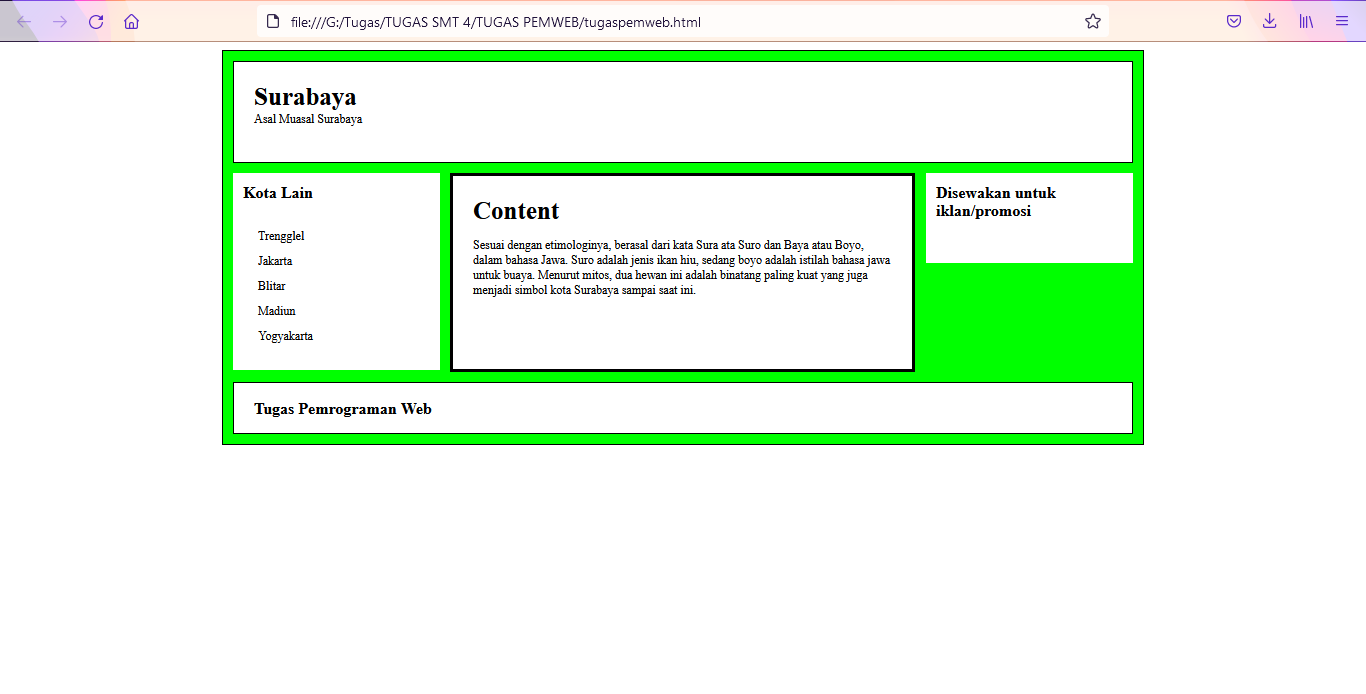 file:///G:/Tugas/TUGAS SMT 4/TUGAS PEMWEB/tugaspemweb.html
Surabaya
Asal Muasal Surabaya
Kota Lain
Trengglel
Jakarta
Blitar
Madiun
Yogyakarta
Content
Sesuai dengan etimologinya, berasal dari kata Sura ata Suro dan Baya atau Boyo,
dalam bahasa Jawa. Suro adalah jenis ikan hiu, sedang boyo adalah istilah bahasa jawa
untuk buaya. Menurut mitos, dua hewan ini adalah binatang paling kuat yang juga
menjadi simbol kota Surabaya sampai saat ini.
Disewakan untuk
iklan/promosi
Tugas Pemrograman Web